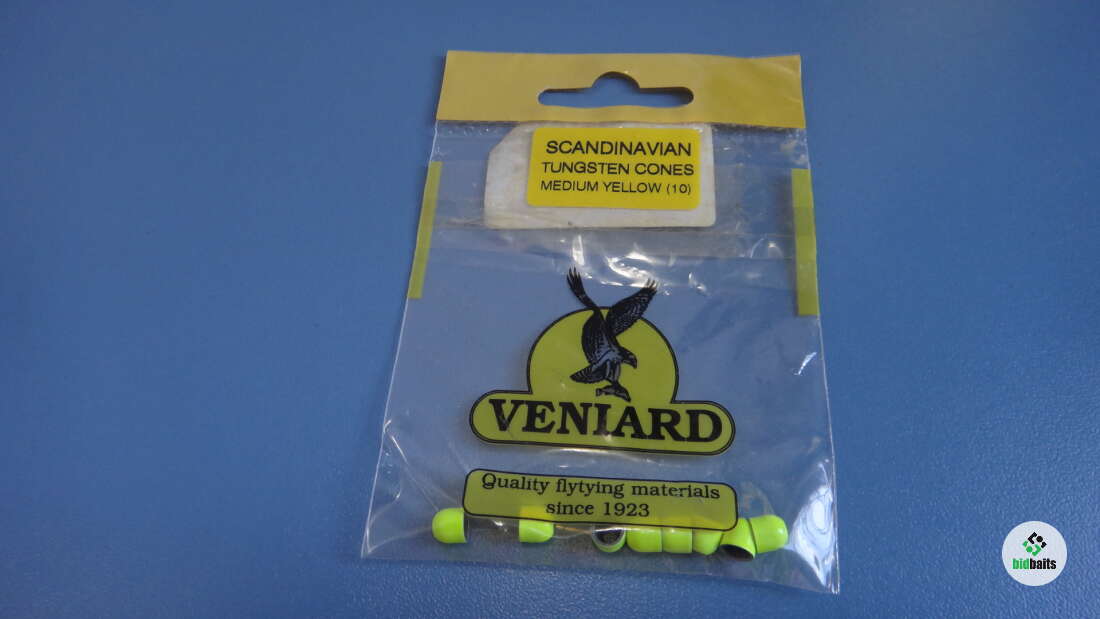 SCANDINAVIAN
TUNGSTEN CONES
MEDIUM YELLOW (10)
VENIARD
Quality flytying materials
since 1923
bidbaits